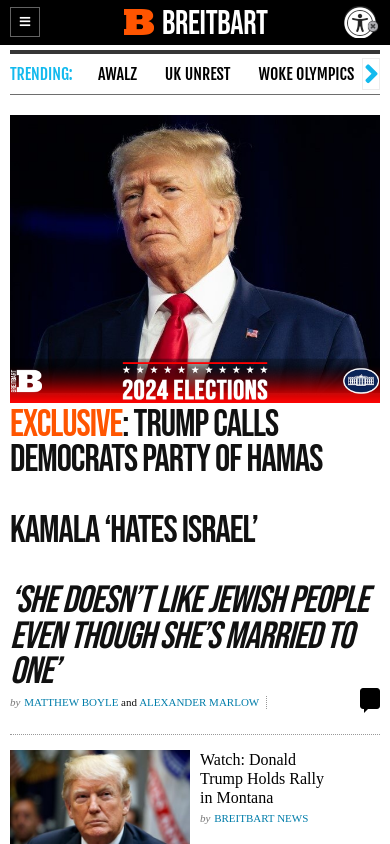 BREITBART
TRENDING:
AWALZ
UK UNREST
WOKE OLYMPICS
BREITBART
B
2024 ELECTIONS
EXCLUSIVE: TRUMP CALLS
DEMOCRATS PARTY OF HAMAS
KAMALA ‘HATES ISRAEL’
‘SHE DOESN’T LIKE JEWISH PEOPLE
EVEN THOUGH SHE’S MARRIED TO
ONE’
by MATTHEW BOYLE and ALEXANDER MARLOW
Watch: Donald
Trump Holds Rally
in Montana
by BREITBART NEWS